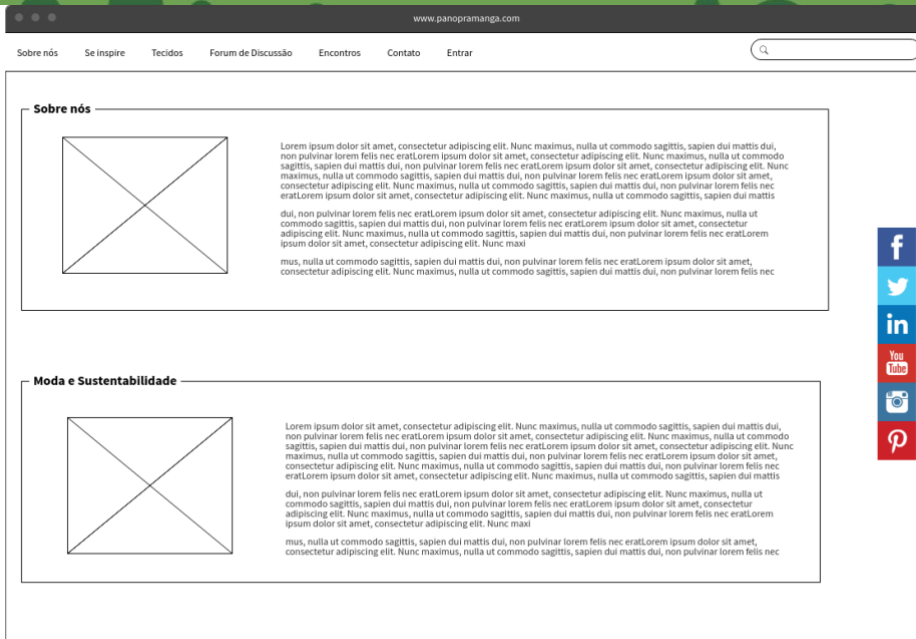 www.panopramanga.com
Sobre nós Se inspire Tecidos Forum de Discussão Encontros Contato Entrar
Sobre nós
Lorem ipsum dolor sit amet, consectetur adipiscing elit. Nunc maximus, nulla ut commodo sagittis, sapien dui mattis dui,
non pulvinar lorem felis nec eratLorem ipsum dolor sit amet, consectetur adipiscing elit. Nunc maximus, nulla ut commodo
sagittis, sapien dui mattis dui, non pulvinar lorem felis nec eratLorem ipsum dolor sit amet, consectetur adipiscing elit. Nunc
maximus, nulla ut commodo sagittis, sapien dui mattis dui, non pulvinar lorem felis nec eratLorem ipsum dolor sit amet,
consectetur adipiscing elit. Nunc maximus, nulla ut commodo sagittis, sapien dui mattis dui, non pulvinar lorem felis nec
eratLorem ipsum dolor sit amet, consectetur adipiscing elit. Nunc maximus, nulla ut commodo sagittis, sapien dui mattis
dui, non pulvinar lorem felis nec eratLorem ipsum dolor sit amet, consectetur adipiscing elit. Nunc maximus, nulla ut
commodo sagittis, sapien dui mattis dui, non pulvinar lorem felis nec eratLorem ipsum dolor sit amet, consectetur
adipiscing elit. Nunc maximus, nulla ut commodo sagittis, sapien dui mattis dui, non pulvinar lorem felis nec eratLorem
ipsum dolor sit amet, consectetur adipiscing elit. Nunc maxi
mus, nulla ut commodo sagittis, sapien dui mattis dui, non pulvinar lorem felis nec eratLorem ipsum dolor sit amet,
consectetur adipiscing elit. Nunc maximus, nulla ut commodo sagittis, sapien dui mattis dui, non pulvinar lorem felis nec
f
in
You
Tube
Moda e Sustentabilidade
Lorem ipsum dolor sit amet, consectetur adipiscing elit. Nunc maximus, nulla ut commodo sagittis, sapien dui mattis dui,
non pulvinar lorem felis nec eratLorem ipsum dolor sit amet, consectetur adipiscing elit. Nunc maximus, nulla ut commodo
sagittis, sapien dui mattis dui, non pulvinar lorem felis nec eratLorem ipsum dolor sit amet, consectetur adipiscing elit. Nunc
maximus, nulla ut commodo sagittis, sapien dui mattis dui, non pulvinar lorem felis nec eratLorem ipsum dolor sit amet,
consectetur adipiscing elit. Nunc maximus, nulla ut commodo sagittis, sapien dui mattis dui, non pulvinar lorem felis nec
eratLorem ipsum dolor sit amet, consectetur adipiscing elit. Nunc maximus, nulla ut commodo sagittis, sapien dui mattis
dui, non pulvinar lorem felis nec eratLorem ipsum dolor sit amet, consectetur adipiscing elit. Nunc maximus, nulla ut
commodo sagittis, sapien dui mattis dui, non pulvinar lorem felis nec eratLorem ipsum dolor sit amet, consectetur
adipiscing elit. Nunc maximus, nulla ut commodo sagittis, sapien dui mattis dui, non pulvinar lorem felis nec eratLorem
ipsum dolor sit amet, consectetur adipiscing elit. Nunc maxi
mus, nulla ut commodo sagittis, sapien dui mattis dui, non pulvinar lorem felis nec eratLorem ipsum dolor sit amet,
consectetur adipiscing elit. Nunc maximus, nulla ut commodo sagittis, sapien dui mattis dui, non pulvinar lorem felis nec